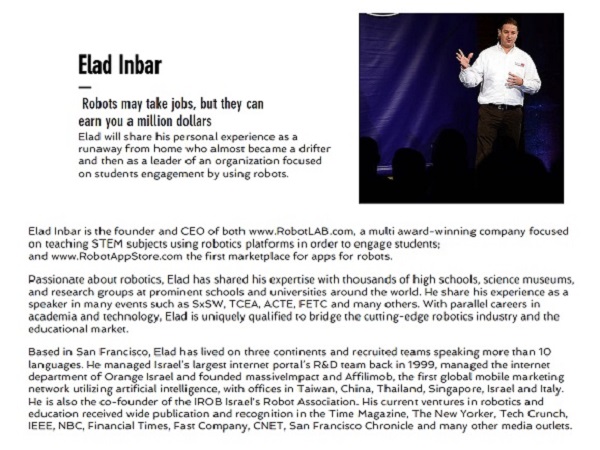 Elad Inbar
Robots may take jobs, but they can
earn you a million dollars
Elad will share his personal experience as a
runaway from home who almost became a drifter
and then as a leader of an organization focused
on students engagement by using robots.
Elad Inbar is the founder and CEO of both www.RobotLAB.com, a multi award-winning company focused
on teaching STEM subjects using robotics platforms in order to engage students;
and www.RobotAppStore.com the first marketplace for apps for robots.
Passionate about robotics, Elad has shared his expertise with thousands of high schools, science museums,
and research groups at prominent schools and universities around the world. He share his experience as a
speaker in many events such as SxSW, TCEA, ACTE, FETC and many others. With parallel careers in
academia and technology, Elad is uniquely qualified to bridge the cutting-edge robotics industry and the
educational market.
Based in San Francisco, Elad has lived on three continents and recruited teams speaking more than 10
languages. He managed Israel's largest internet portal's R&D team back in 1999, managed the internet
department of Orange Israel and founded massiveImpact and Affilimob, the first global mobile marketing
network utilizing artificial intelligence, with offices in Taiwan, China, Thailand, Singapore, Israel and Italy.
He is also the co-founder of the IROB Israel's Robot Association. His current ventures in robotics and
education received wide publication and recognition in the Time Magazine, The New Yorker, Tech Crunch,
IEEE, NBC, Financial Times, Fast Company, CNET, San Francisco Chronicle and many other media outlets.